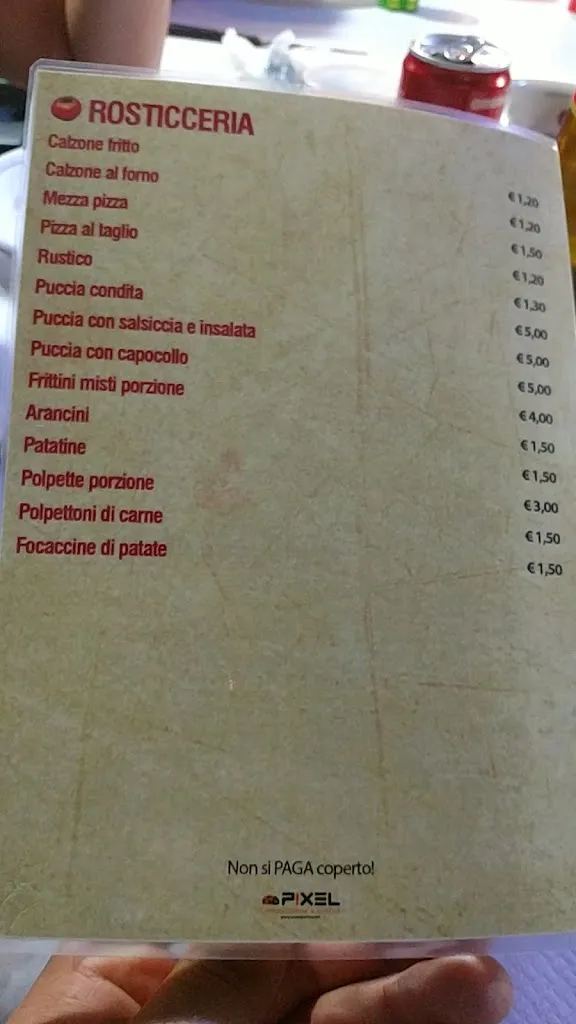 ROSTICCERIA
Calzone fritto € 1,20
Calzone al forno € 1,20
Mezza pizza € 1,50
Pizza al taglio € 1,20
Rustico € 1,30
Puccia condita € 5,00
Puccia con salsiccia e insalata € 5,00
Puccia con capocollo € 5,00
Frittini misti porzione € 4,00
Arancini € 1,50
Patatine € 1,50
Polpette porzione € 3,00
Polpettoni di carne € 1,50
Focaccine di patate € 1,50
Non si PAGA coperto!
PIXEL